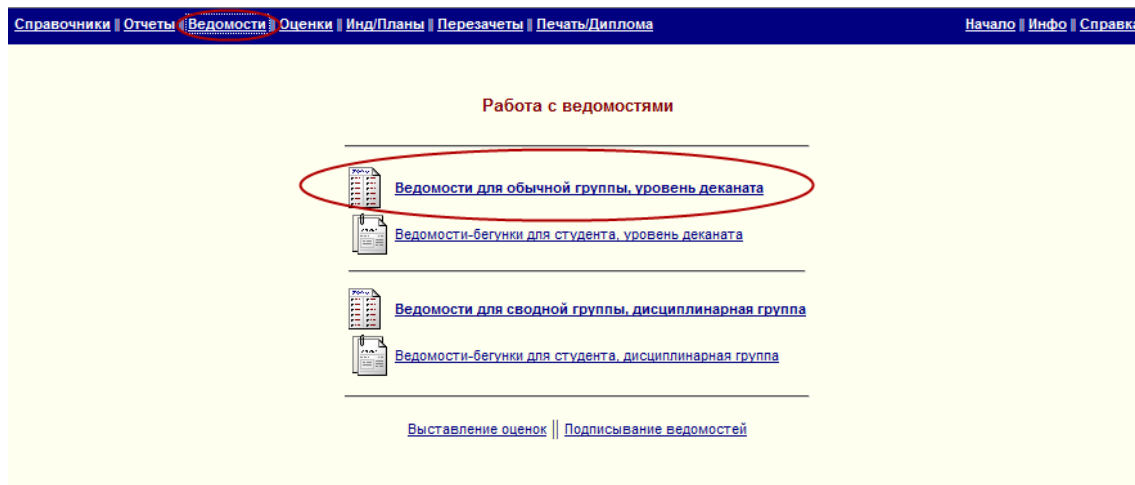 Справочники || Отчеты || Ведомости || Оценки || Инд/Планы || Перезачеты || Печать/Диплома
Начало || Инфо || Справка
Работа с ведомостями
Ведомости для обычной группы, уровень деканата
Ведомости-бегунки для студента, уровень деканата
Ведомости для сводной группы, дисциплинарная группа
Ведомости-бегунки для студента, дисциплинарная группа
Выставление оценок || Подписывание ведомостей